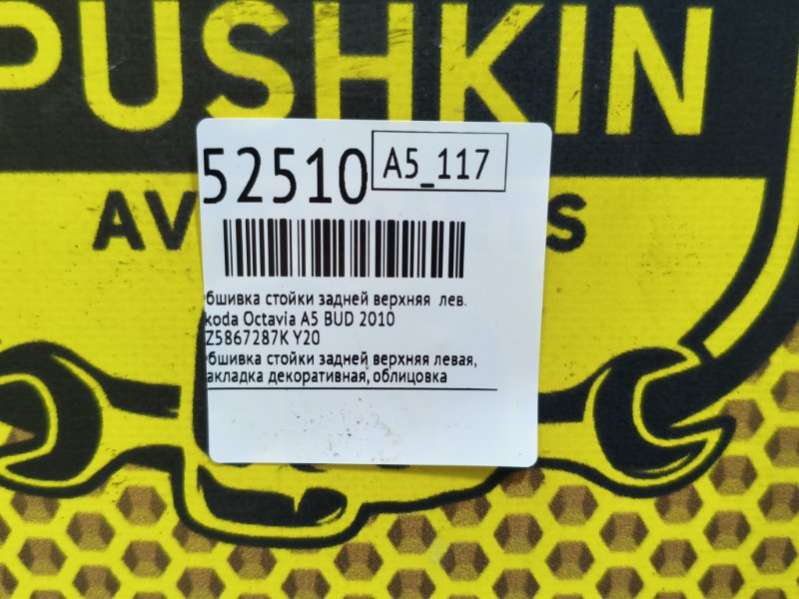 PUSHKIN
AV S
52510 A5_117
бшивка стойки задней верхняя лев.
koda Octavia A5 BUD 2010
Z5867287K Y20
бшивка стойки задней верхняя левая,
акладка декоративная, облицовка